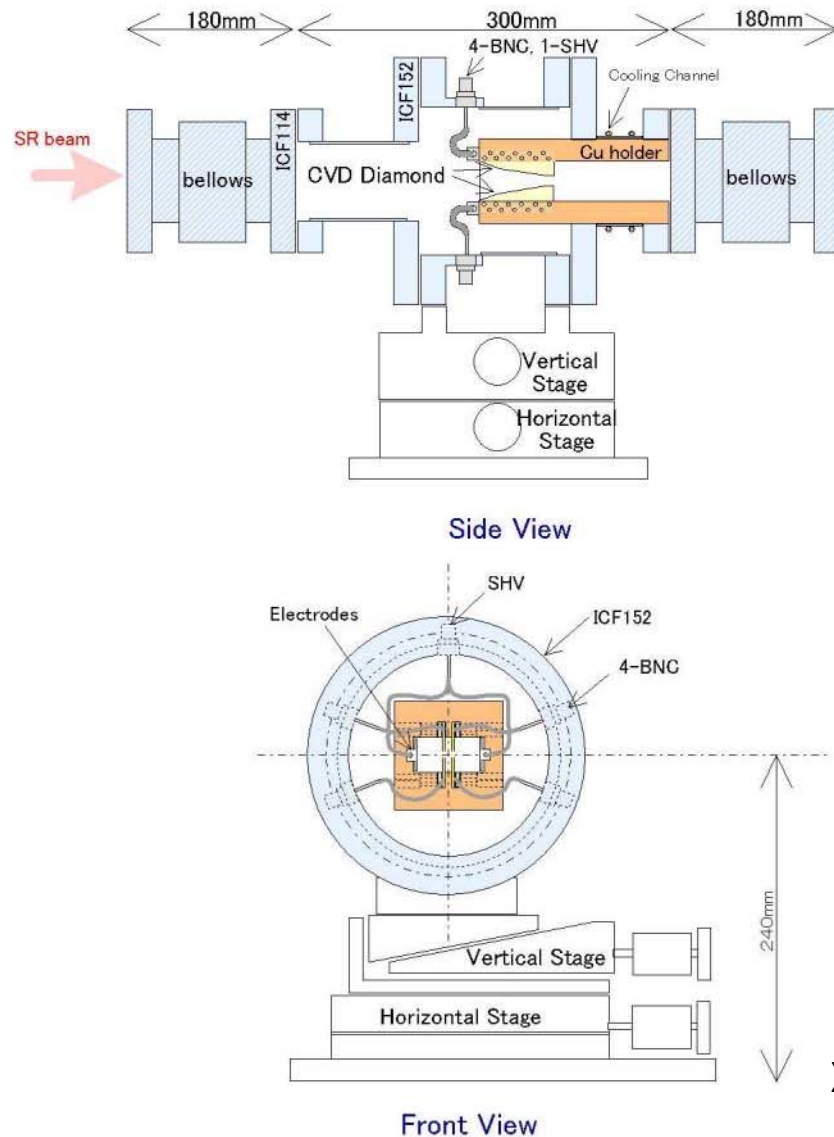 180mm
300mm
180mm
4-BNC, 1-SHV
Cooling Channel
ICF152
ICF114
SR beam
bellows
CVD Diamond
Cu holder
bellows
Vertical
Stage
Horizontal
Stage
Side View
SHV
Electrodes
ICF152
4-BNC
240mm
Vertical Stage
Horizontal Stage
Front View